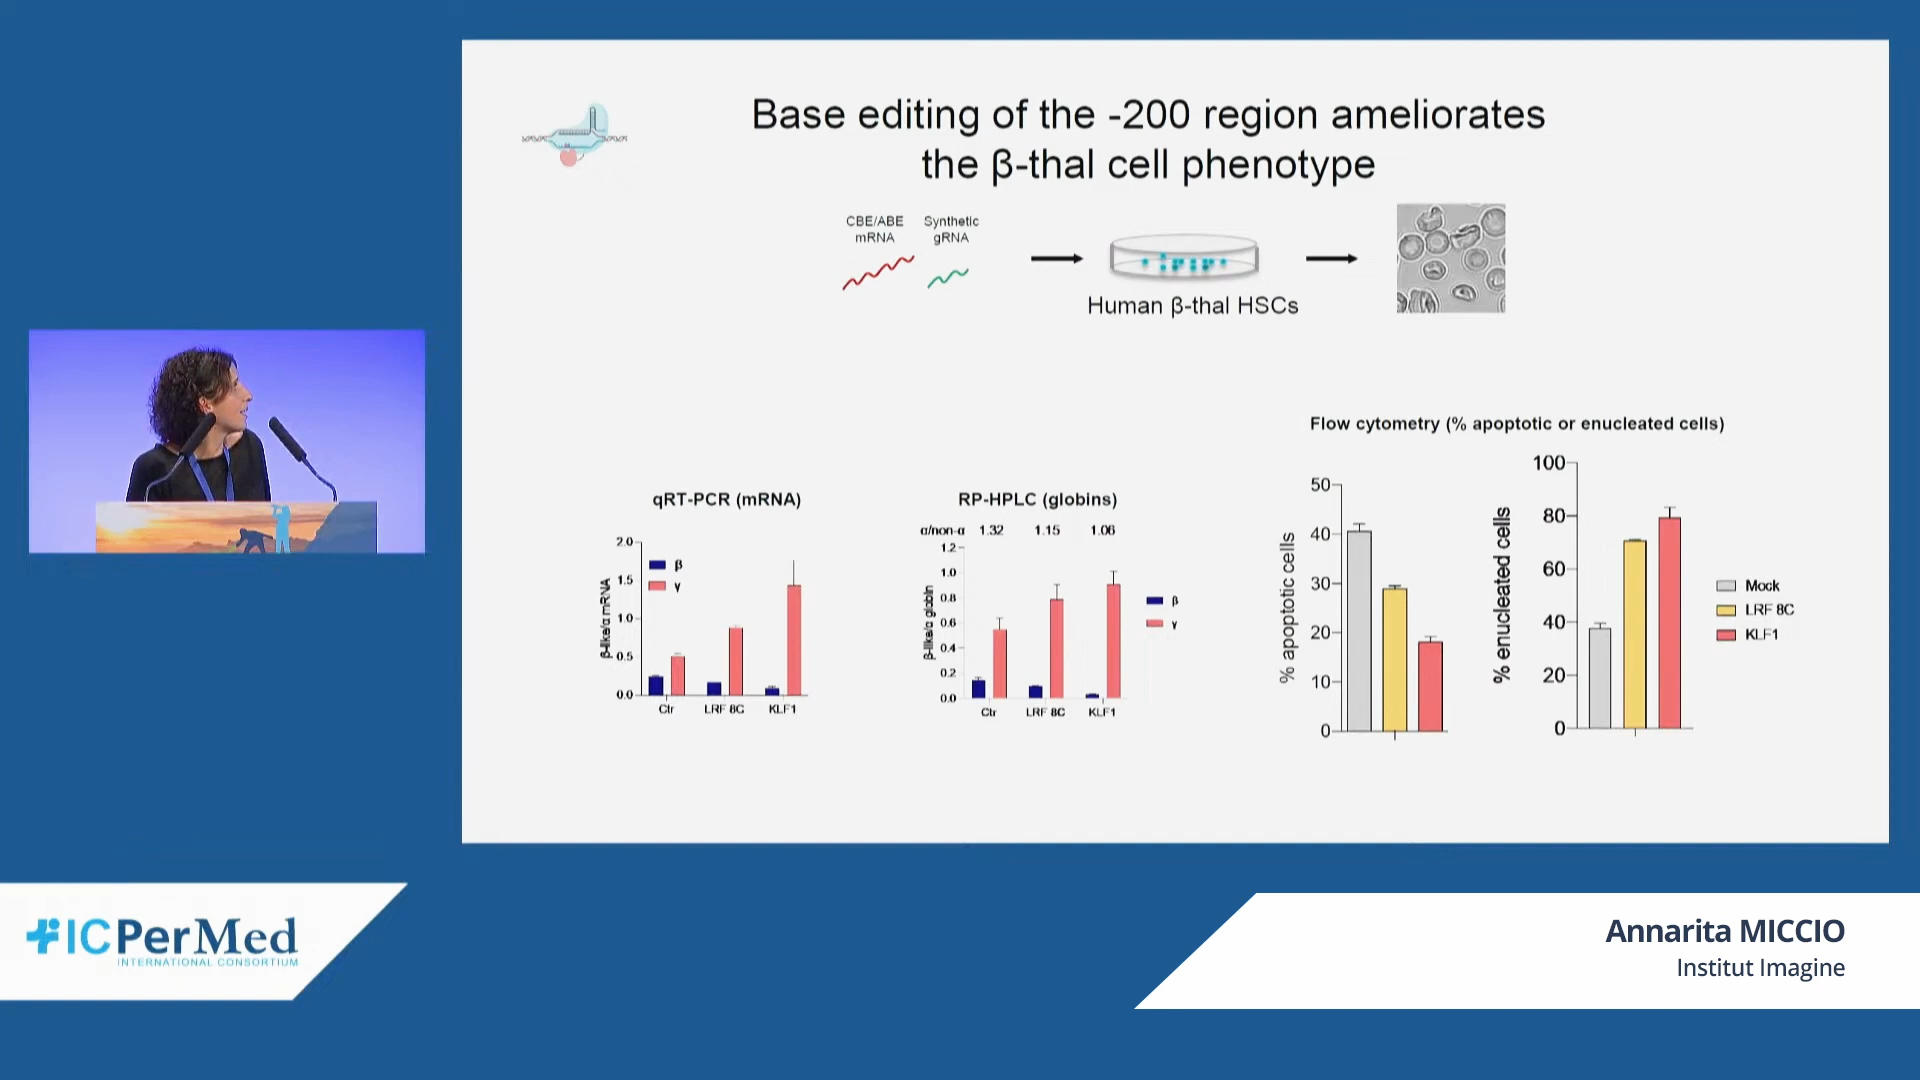 Base editing of the -200 region ameliorates
the β-thal cell phenotype
CBE/ABE
mRNA
Synthetic
gRNA
Human β-thal HSCs
Flow cytometry (% apoptotic or enucleated cells)
qRT-PCR (mRNA)
β-like/α mRNA
2.0
1.5
1.0
0.5
0.0
β
γ
Ctr
LRF 8C
KLF1
RP-HPLC (globins)
α/non-α 1.32 1.15 1.06
β-like/α globin
1.2
1.0
0.8
0.6
0.4
0.2
0.0
Ctr
LRF 8C
KLF1
β
γ
% apoptotic cells
50
40
30
20
10
0
% enucleated cells
100
80
60
40
20
0
Mock
LRF 8C
KLF1
ICPerMed
INTERNATIONAL CONSORTIUM
Annarita MICCIO
Institut Imagine